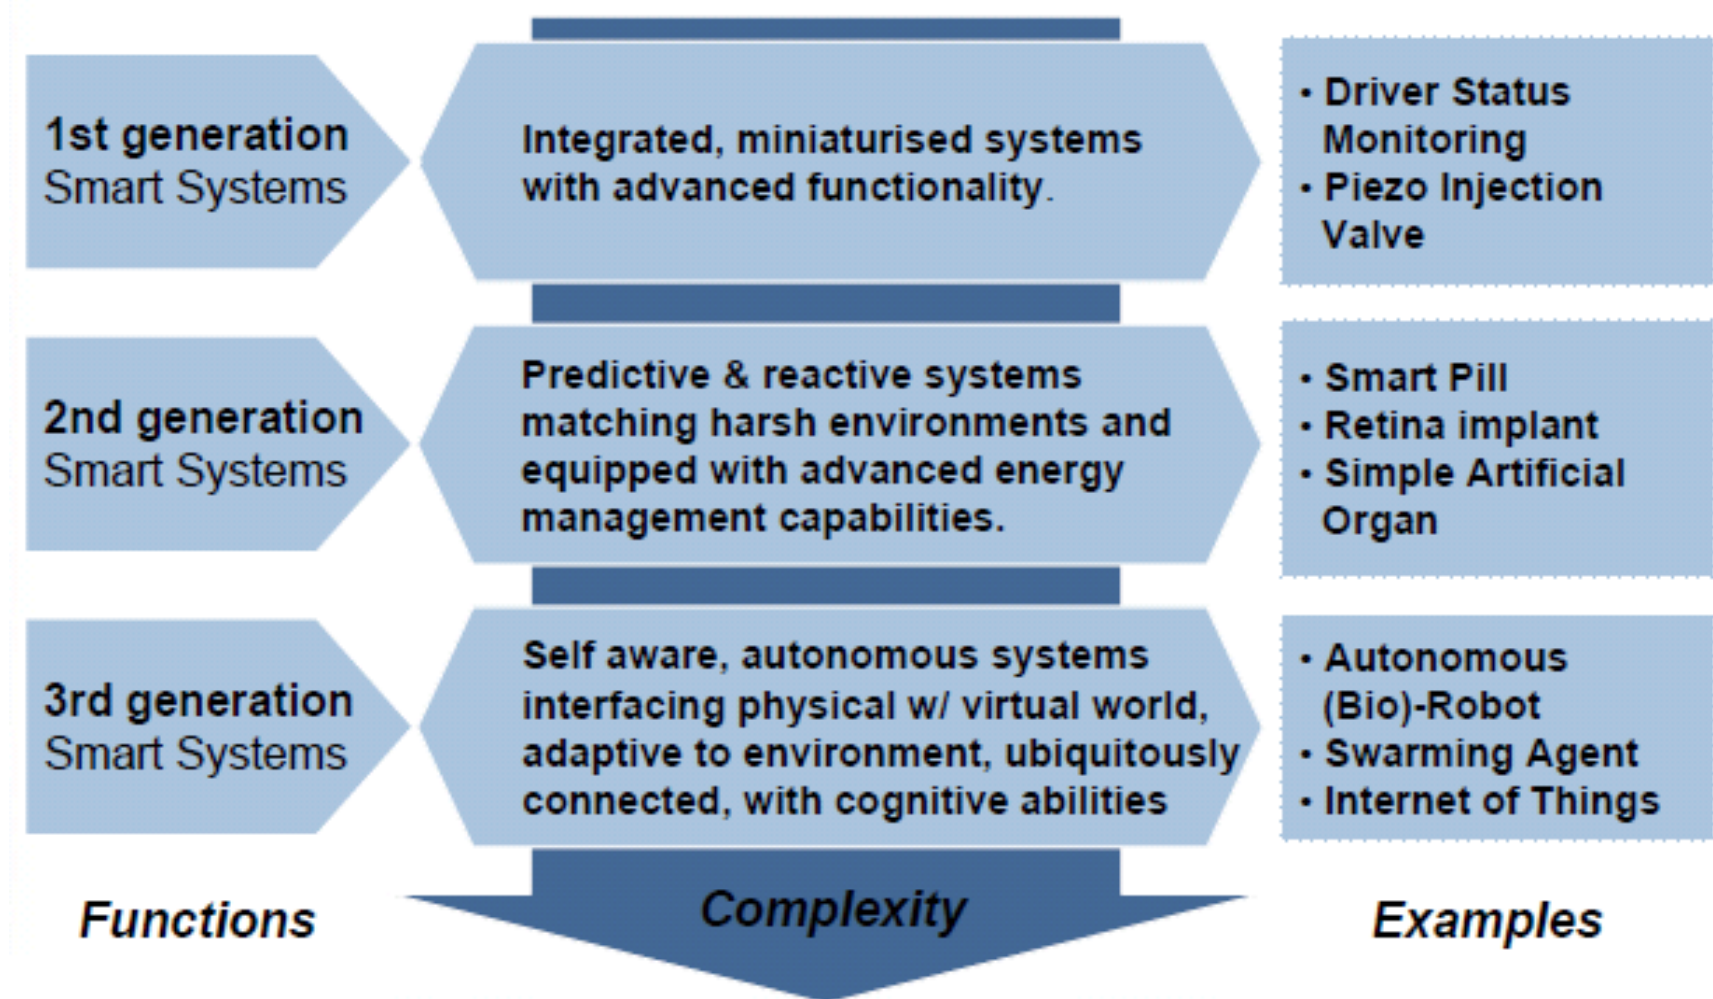 1st generation
Smart Systems
Integrated, miniaturised systems
with advanced functionality.
• Driver Status
Monitoring
• Piezo Injection
Valve
2nd generation
Smart Systems
Predictive & reactive systems
matching harsh environments and
equipped with advanced energy
management capabilities.
• Smart Pill
• Retina implant
• Simple Artificial
Organ
3rd generation
Smart Systems
Self aware, autonomous systems
interfacing physical w/ virtual world,
adaptive to environment, ubiquitously
connected, with cognitive abilities
• Autonomous
(Bio)-Robot
• Swarming Agent
• Internet of Things
Functions
Complexity
Examples